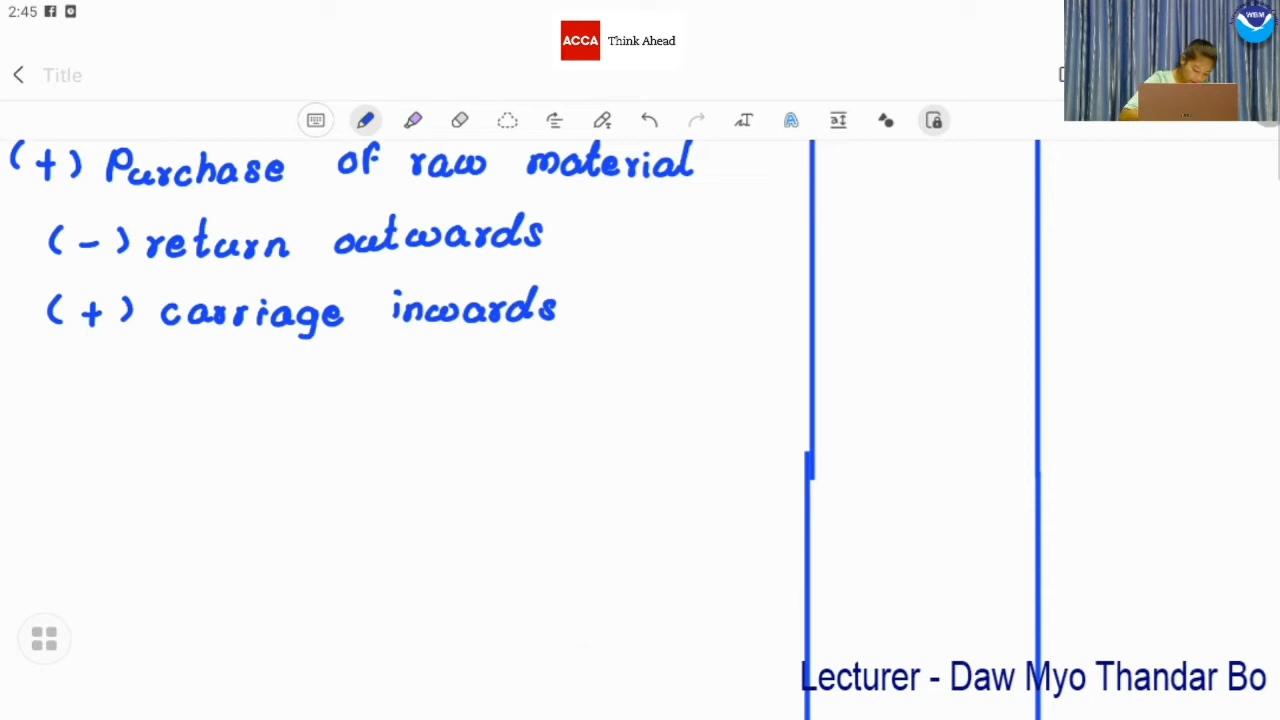 2:45
WBM
ACCA Think Ahead
Title
(+) Purchase of raw material
(-) return outwards
(+) carriage inwards
Lecturer - Daw Myo Thandar Bo